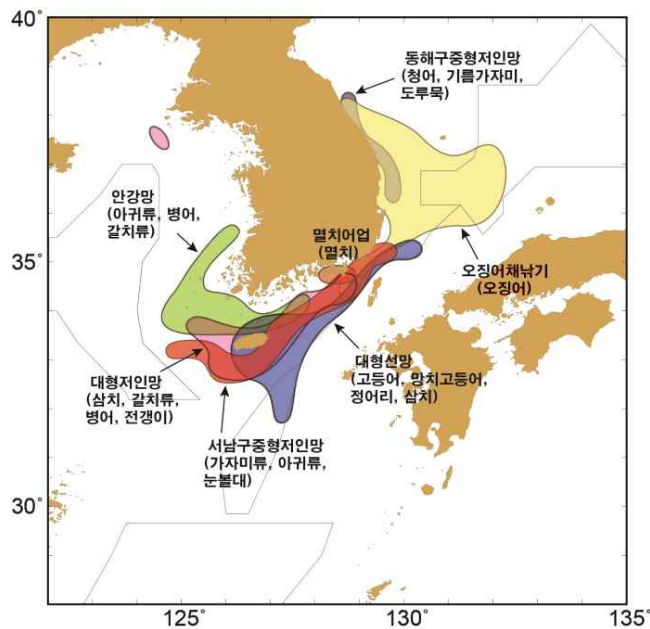 40°
동해구중형저인망
(청어, 기름가자미,
도루묵)
안강망
(아귀류, 병어,
갈치류)
멸치어업
(멸치)
35°
오징어채낚기
(오징어)
대형저인망
(삼치, 갈치류,
병어, 전갱이)
대형선망
(고등어, 망치고등어,
정어리, 삼치)
서남구중형저인망
(가자미류, 아귀류,
눈볼대)
30°
125°
130°
135°